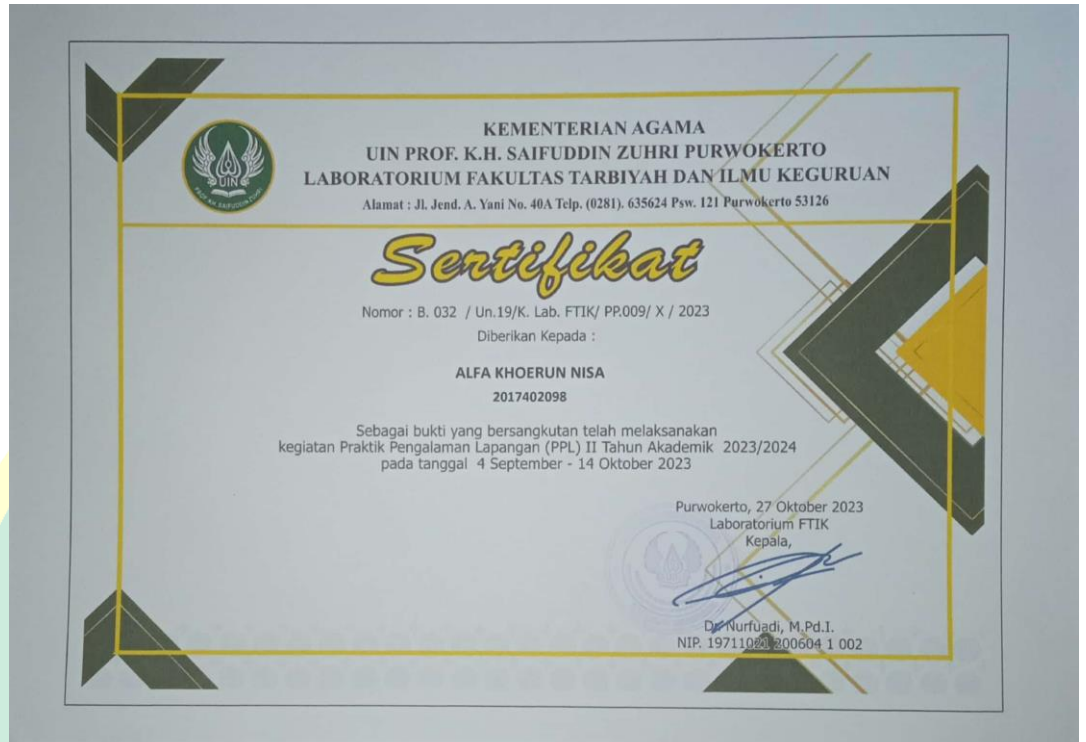 KEMENTERIAN AGAMA
UIN PROF. K.H. SAIFUDDIN ZUHRI PURWOKERTO
LABORATORIUM FAKULTAS TARBIYAH DAN ILMU KEGURUAN
Alamat : Jl. Jend. A. Yani No. 40A Telp. (0281). 635624 Psw. 121 Purwokerto 53126
UIN
PROF. K.H. SAIFUDDIN ZUHRI
Sertifikat
Nomor : B. 032 / Un.19/K. Lab. FTIK/ PP.009/ X / 2023
Diberikan Kepada :
ALFA KHOERUN NISA
2017402098
Sebagai bukti yang bersangkutan telah melaksanakan
kegiatan Praktik Pengalaman Lapangan (PPL) II Tahun Akademik 2023/2024
pada tanggal 4 September - 14 Oktober 2023
Purwokerto, 27 Oktober 2023
Laboratorium FTIK
Kepala,
Dr. Nurfuadi, M.Pd.I.
NIP. 19711021 200604 1 002